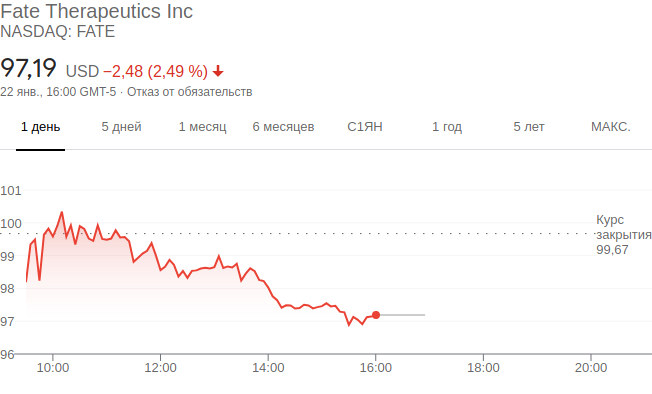 Fate Therapeutics Inc
NASDAQ: FATE
97,19 USD −2,48 (2,49 %)
22 янв., 16:00 GMT-5 · Отказ от обязательств
1 день 5 дней 1 месяц 6 месяцев С1ЯН 1 год 5 лет МАКС.
101
100
99
98
97
96
Курс
закрытия
99,67
10:00 12:00 14:00 16:00 18:00 20:00